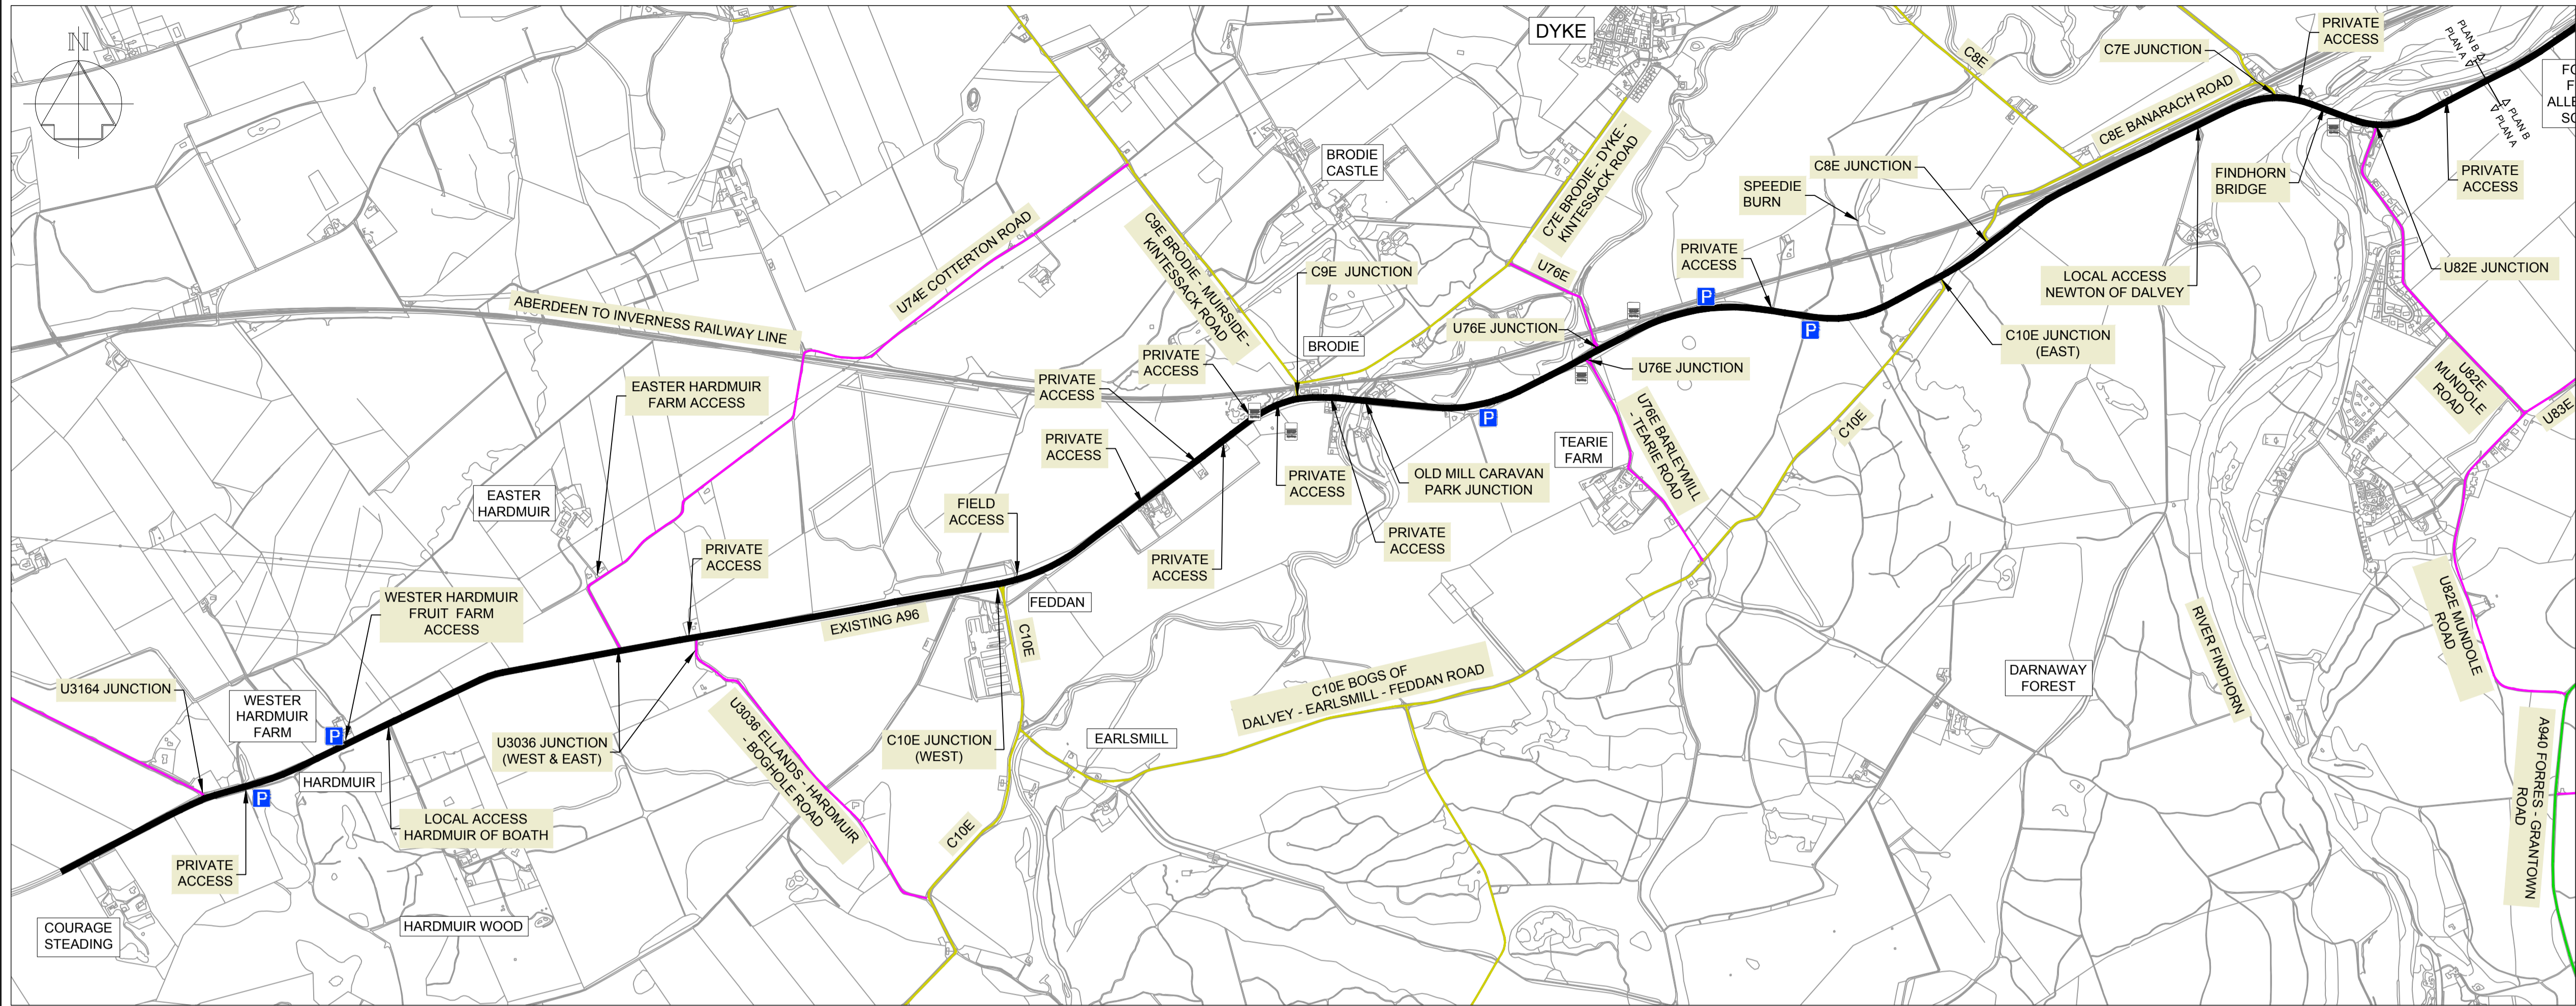 N
DYKE
PRIVATE
ACCESS
C7E JUNCTION
PLAN B
PLAN A
PLAN B
PLAN A
C8E
C8E BANARACH ROAD
BRODIE
CASTLE
C7E BRODIE - DYKE -
KINTESSACK ROAD
C8E JUNCTION
SPEEDIE
BURN
FINDHORN
BRIDGE
PRIVATE
ACCESS
U74E COTTERTON ROAD
C9E BRODIE - MUIRSIDE -
KINTESSACK ROAD
C9E JUNCTION
U76E
PRIVATE
ACCESS
LOCAL ACCESS
NEWTON OF DALVEY
U82E JUNCTION
ABERDEEN TO INVERNESS RAILWAY LINE
P
P
U76E JUNCTION
BRODIE
C10E JUNCTION
(EAST)
PRIVATE
ACCESS
U76E JUNCTION
EASTER HARDMUIR
FARM ACCESS
PRIVATE
ACCESS
U82E
MUNDOLE
ROAD
U83E
P
C10E
U76E BARLEYMILL
- TEARIE ROAD
PRIVATE
ACCESS
TEARIE
FARM
PRIVATE
ACCESS
OLD MILL CARAVAN
PARK JUNCTION
EASTER
HARDMUIR
FIELD
ACCESS
PRIVATE
ACCESS
PRIVATE
ACCESS
PRIVATE
ACCESS
WESTER HARDMUIR
FRUIT FARM
ACCESS
EXISTING A96
FEDDAN
C10E
RIVER FINDHORN
U82E MUNDOLE
ROAD
C10E BOGS OF
DALVEY - EARLSMILL - FEDDAN ROAD
DARNAWAY
FOREST
U3164 JUNCTION
WESTER
HARDMUIR
FARM
P
U3036 JUNCTION
(WEST & EAST)
U3036 ELLANDS - HARDMUIR
- BOGHOLE ROAD
C10E JUNCTION
(WEST)
EARLSMILL
A940 FORRES - GRANTOWN
ROAD
HARDMUIR
P
LOCAL ACCESS
HARDMUIR OF BOATH
C10E
PRIVATE
ACCESS
COURAGE
STEADING
HARDMUIR WOOD